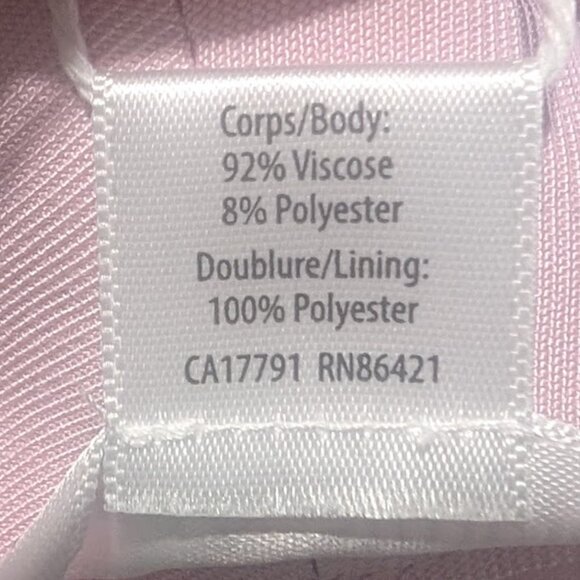 Corps/Body:
92% Viscose
8% Polyester
Doublure/Lining:
100% Polyester
CA17791 RN86421